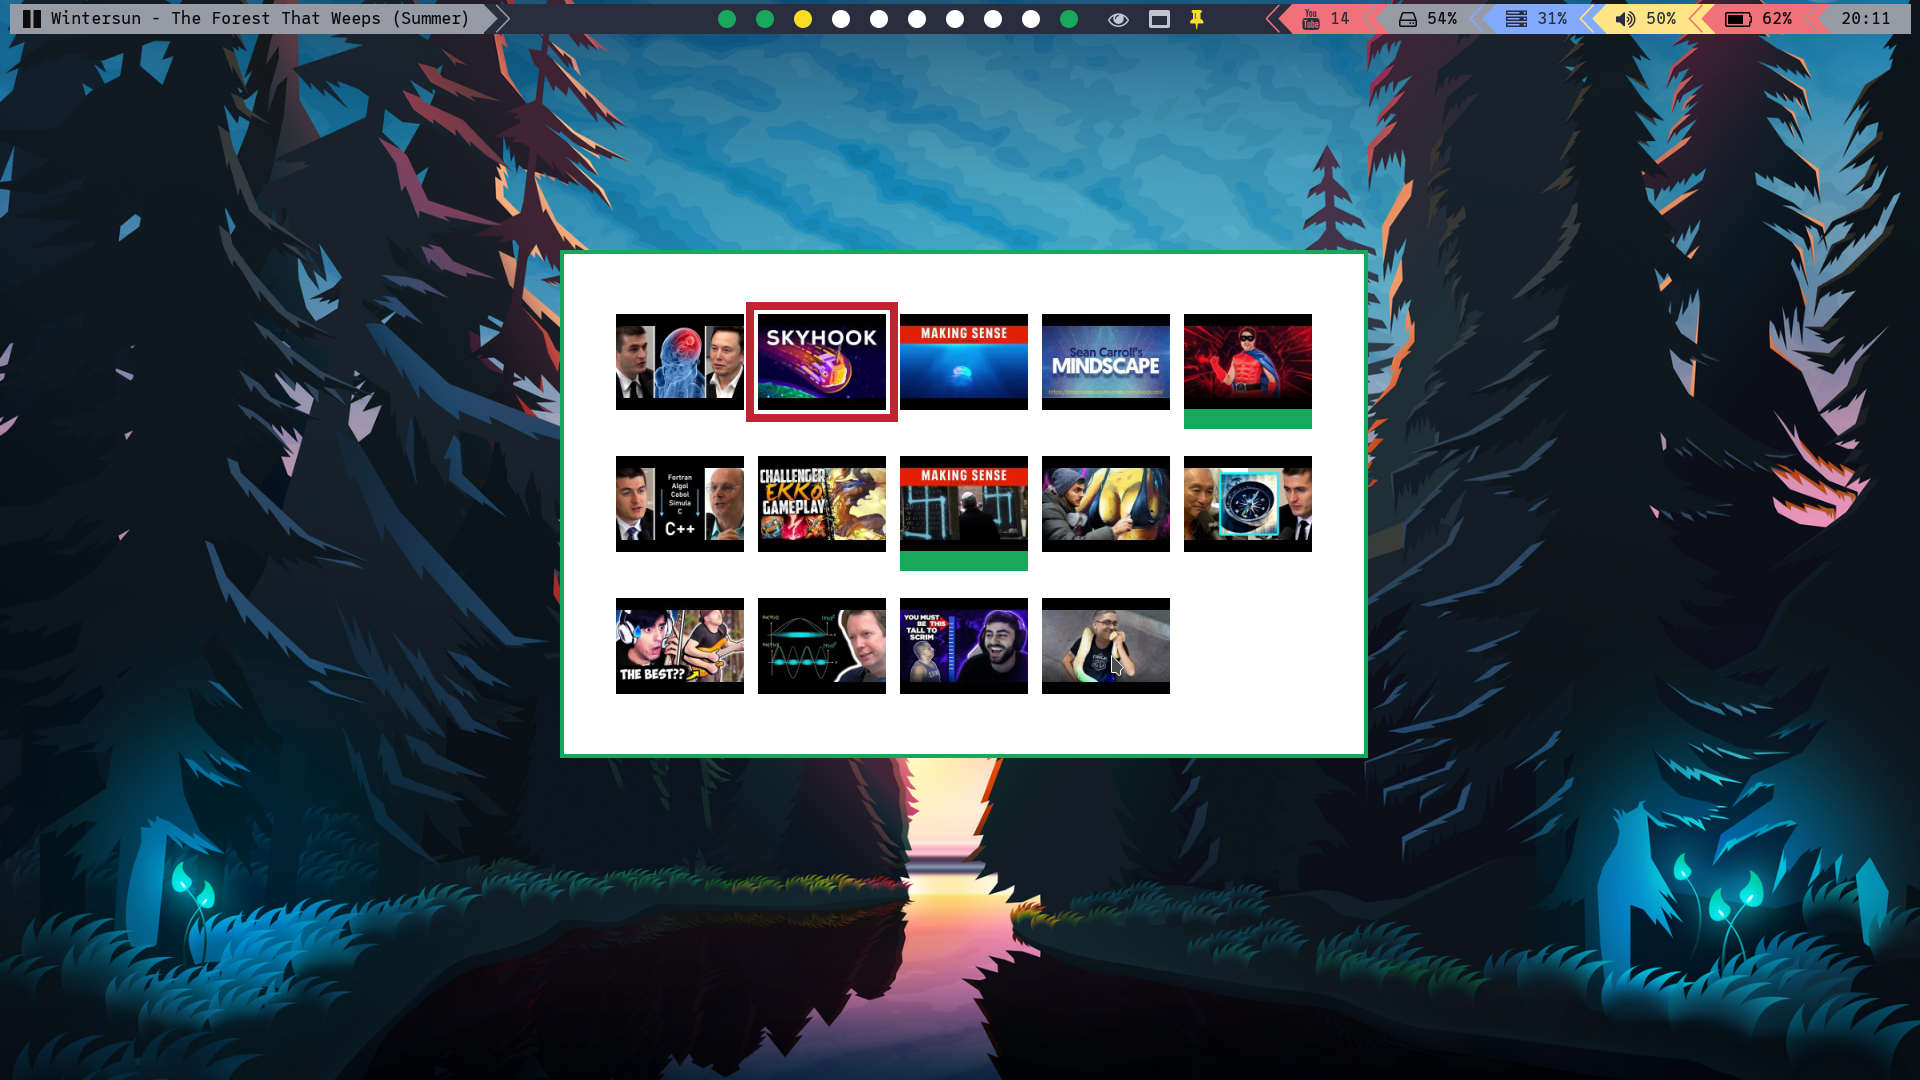 Wintersun - The Forest That Weeps (Summer)
You Tube 14
54%
31%
50%
62%
20:11
SKYHOOK
MAKING SENSE
Sean Carroll's
MINDSCAPE
Fortran
Algol
Cobol
Simula
C
C++
CHALLENGER
EKKO
GAMEPLAY
MAKING SENSE
THE BEST??
YOU MUST
BE THIS
TALL TO
SCRIM